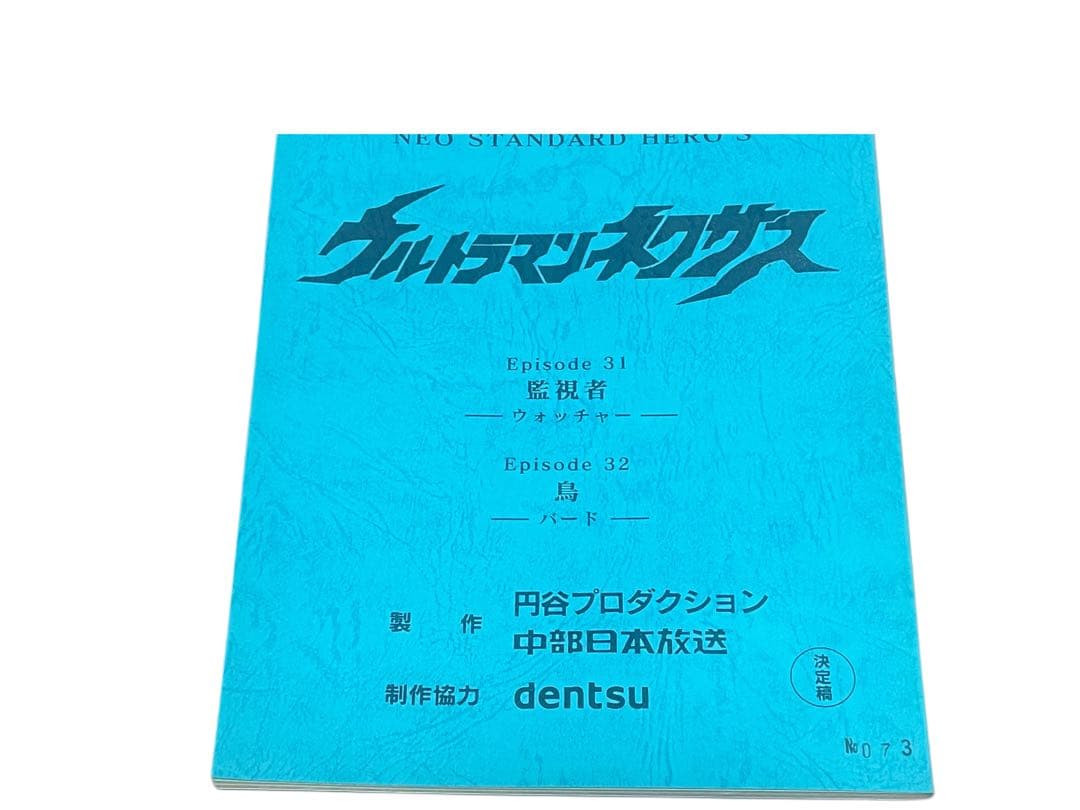 NEO STANDARD HERO'S
ウルトラマンネクサス
Episode 31
監視者
── ウォッチャー ──
Episode 32
鳥
── バード ──
製作 円谷プロダクション
中部日本放送
制作協力 dentsu
決定稿
№073